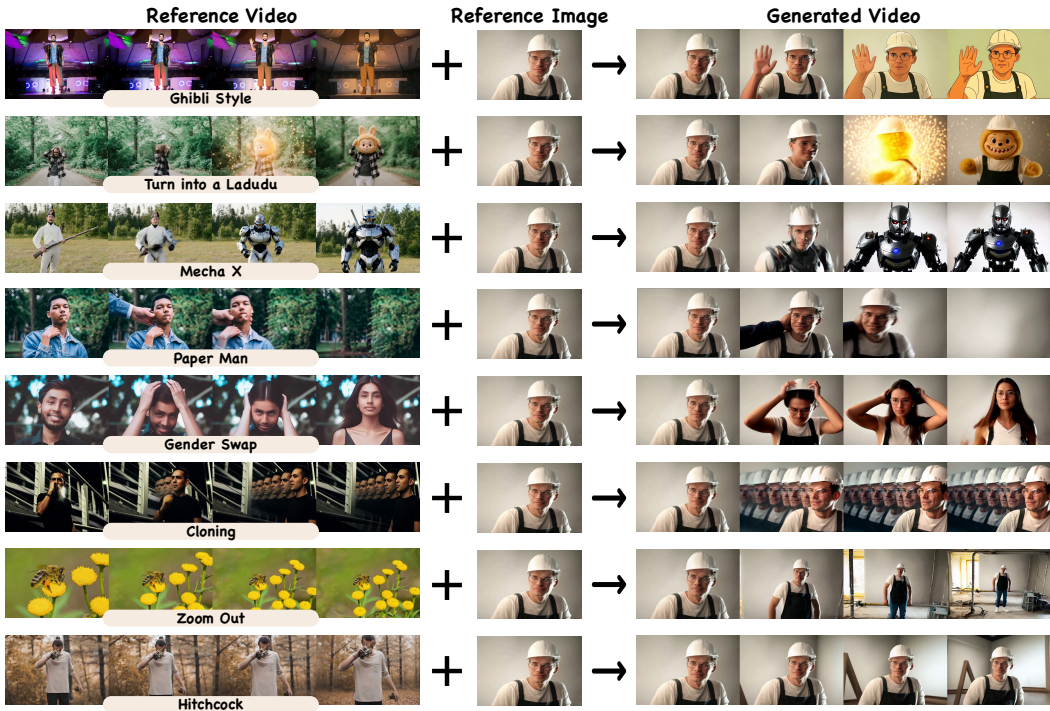 Reference Video
Reference Image
Generated Video
Ghibli Style
Turn into a Ladudu
Mecha X
Paper Man
Gender Swap
Cloning
Zoom Out
Hitchcock